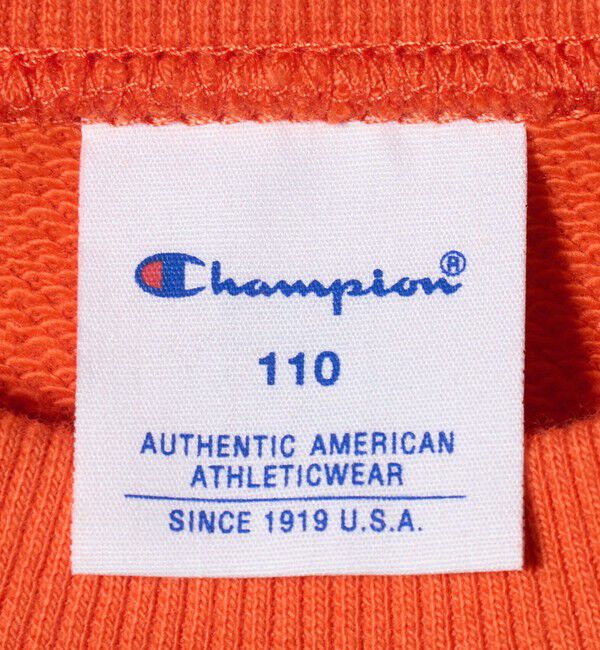 Champion®
110
AUTHENTIC AMERICAN
ATHLETICWEAR
SINCE 1919 U.S.A.